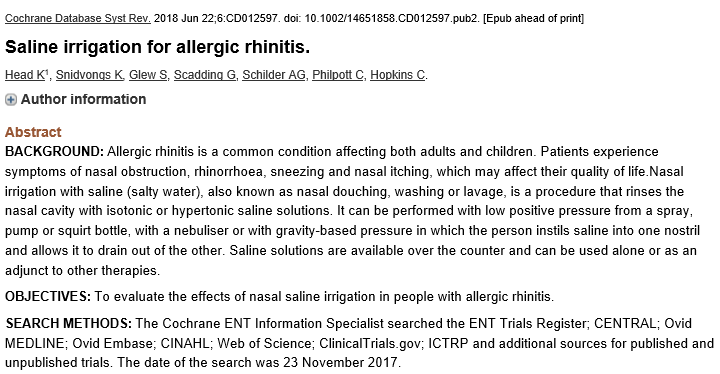 Cochrane Database Syst Rev. 2018 Jun 22;6:CD012597. doi: 10.1002/14651858.CD012597.pub2. [Epub ahead of print]
Saline irrigation for allergic rhinitis.
Head K1, Snidvongs K, Glew S, Scadding G, Schilder AG, Philpott C, Hopkins C.
Author information
Abstract
BACKGROUND: Allergic rhinitis is a common condition affecting both adults and children. Patients experience
symptoms of nasal obstruction, rhinorrhoea, sneezing and nasal itching, which may affect their quality of life.Nasal
irrigation with saline (salty water), also known as nasal douching, washing or lavage, is a procedure that rinses the
nasal cavity with isotonic or hypertonic saline solutions. It can be performed with low positive pressure from a spray,
pump or squirt bottle, with a nebuliser or with gravity-based pressure in which the person instils saline into one nostril
and allows it to drain out of the other. Saline solutions are available over the counter and can be used alone or as an
adjunct to other therapies.
OBJECTIVES: To evaluate the effects of nasal saline irrigation in people with allergic rhinitis.
SEARCH METHODS: The Cochrane ENT Information Specialist searched the ENT Trials Register; CENTRAL; Ovid
MEDLINE; Ovid Embase; CINAHL; Web of Science; ClinicalTrials.gov; ICTRP and additional sources for published and
unpublished trials. The date of the search was 23 November 2017.